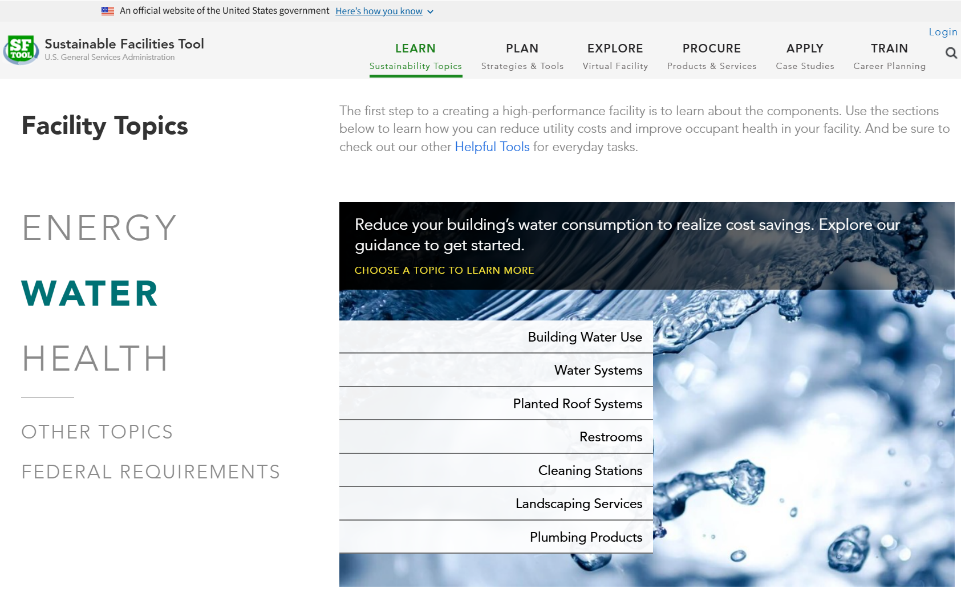 An official website of the United States government Here's how you know
Login
SF TOOL
Sustainable Facilities Tool
U.S. General Services Administration
LEARN
Sustainability Topics
PLAN
Strategies & Tools
EXPLORE
Virtual Facility
PROCURE
Products & Services
APPLY
Case Studies
TRAIN
Career Planning
Facility Topics
The first step to a creating a high-performance facility is to learn about the components. Use the sections
below to learn how you can reduce utility costs and improve occupant health in your facility. And be sure to
check out our other Helpful Tools for everyday tasks.
ENERGY
WATER
HEALTH
OTHER TOPICS
FEDERAL REQUIREMENTS
Reduce your building's water consumption to realize cost savings. Explore our
guidance to get started.
CHOOSE A TOPIC TO LEARN MORE
Building Water Use
Water Systems
Planted Roof Systems
Restrooms
Cleaning Stations
Landscaping Services
Plumbing Products